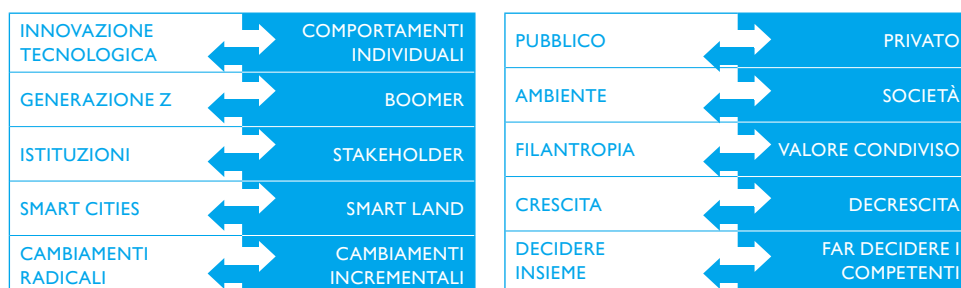 INNOVAZIONE
TECNOLOGICA
COMPORTAMENTI
INDIVIDUALI
GENERAZIONE Z
BOOMER
ISTITUZIONI
STAKEHOLDER
SMART CITIES
SMART LAND
CAMBIAMENTI
RADICALI
CAMBIAMENTI
INCREMENTALI
PUBBLICO
PRIVATO
AMBIENTE
SOCIETÀ
FILANTROPIA
VALORE CONDIVISO
CRESCITA
DECRESCITA
DECIDERE
INSIEME
FAR DECIDERE I
COMPETENTI